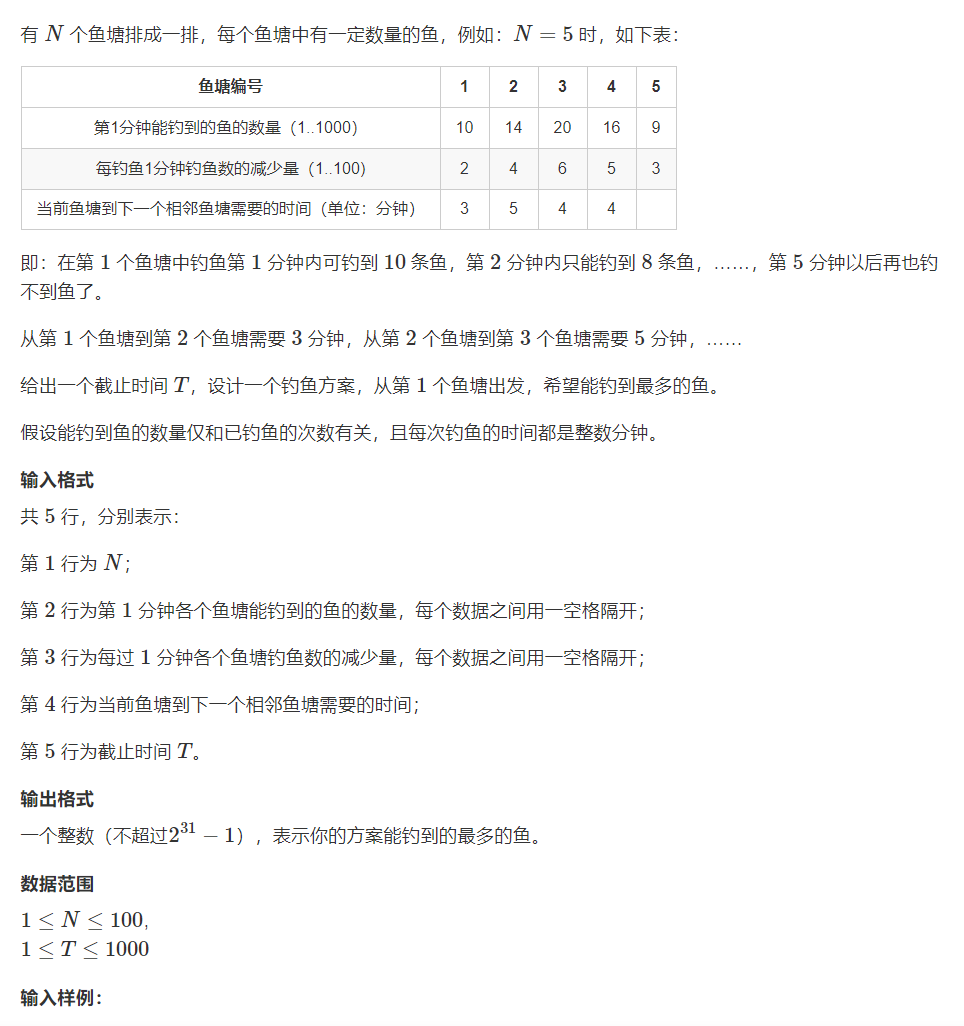 有 N 个鱼塘排成一排，每个鱼塘中有一定数量的鱼，例如：N = 5 时，如下表：
鱼塘编号 1 2 3 4 5
第1分钟能钓到的鱼的数量（1..1000） 10 14 20 16 9
每钓鱼1分钟钓鱼数的减少量（1..100） 2 4 6 5 3
当前鱼塘到下一个相邻鱼塘需要的时间（单位：分钟） 3 5 4 4
即：在第 1 个鱼塘中钓鱼第 1 分钟内可钓到 10 条鱼，第 2 分钟内只能钓到 8 条鱼，……，第 5 分钟以后再也钓
不到鱼了。
从第 1 个鱼塘到第 2 个鱼塘需要 3 分钟，从第 2 个鱼塘到第 3 个鱼塘需要 5 分钟，……
给出一个截止时间 T，设计一个钓鱼方案，从第 1 个鱼塘出发，希望能钓到最多的鱼。
假设能钓到鱼的数量仅和已钓鱼的次数有关，且每次钓鱼的时间都是整数分钟。
输入格式
共 5 行，分别表示：
第 1 行为 N；
第 2 行为第 1 分钟各个鱼塘能钓到的鱼的数量，每个数据之间用一空格隔开；
第 3 行为每过 1 分钟各个鱼塘钓鱼数的减少量，每个数据之间用一空格隔开；
第 4 行为当前鱼塘到下一个相邻鱼塘需要的时间；
第 5 行为截止时间 T。
输出格式
一个整数（不超过2^31 − 1），表示你的方案能钓到的最多的鱼。
数据范围
1 ≤ N ≤ 100,
1 ≤ T ≤ 1000
输入样例：